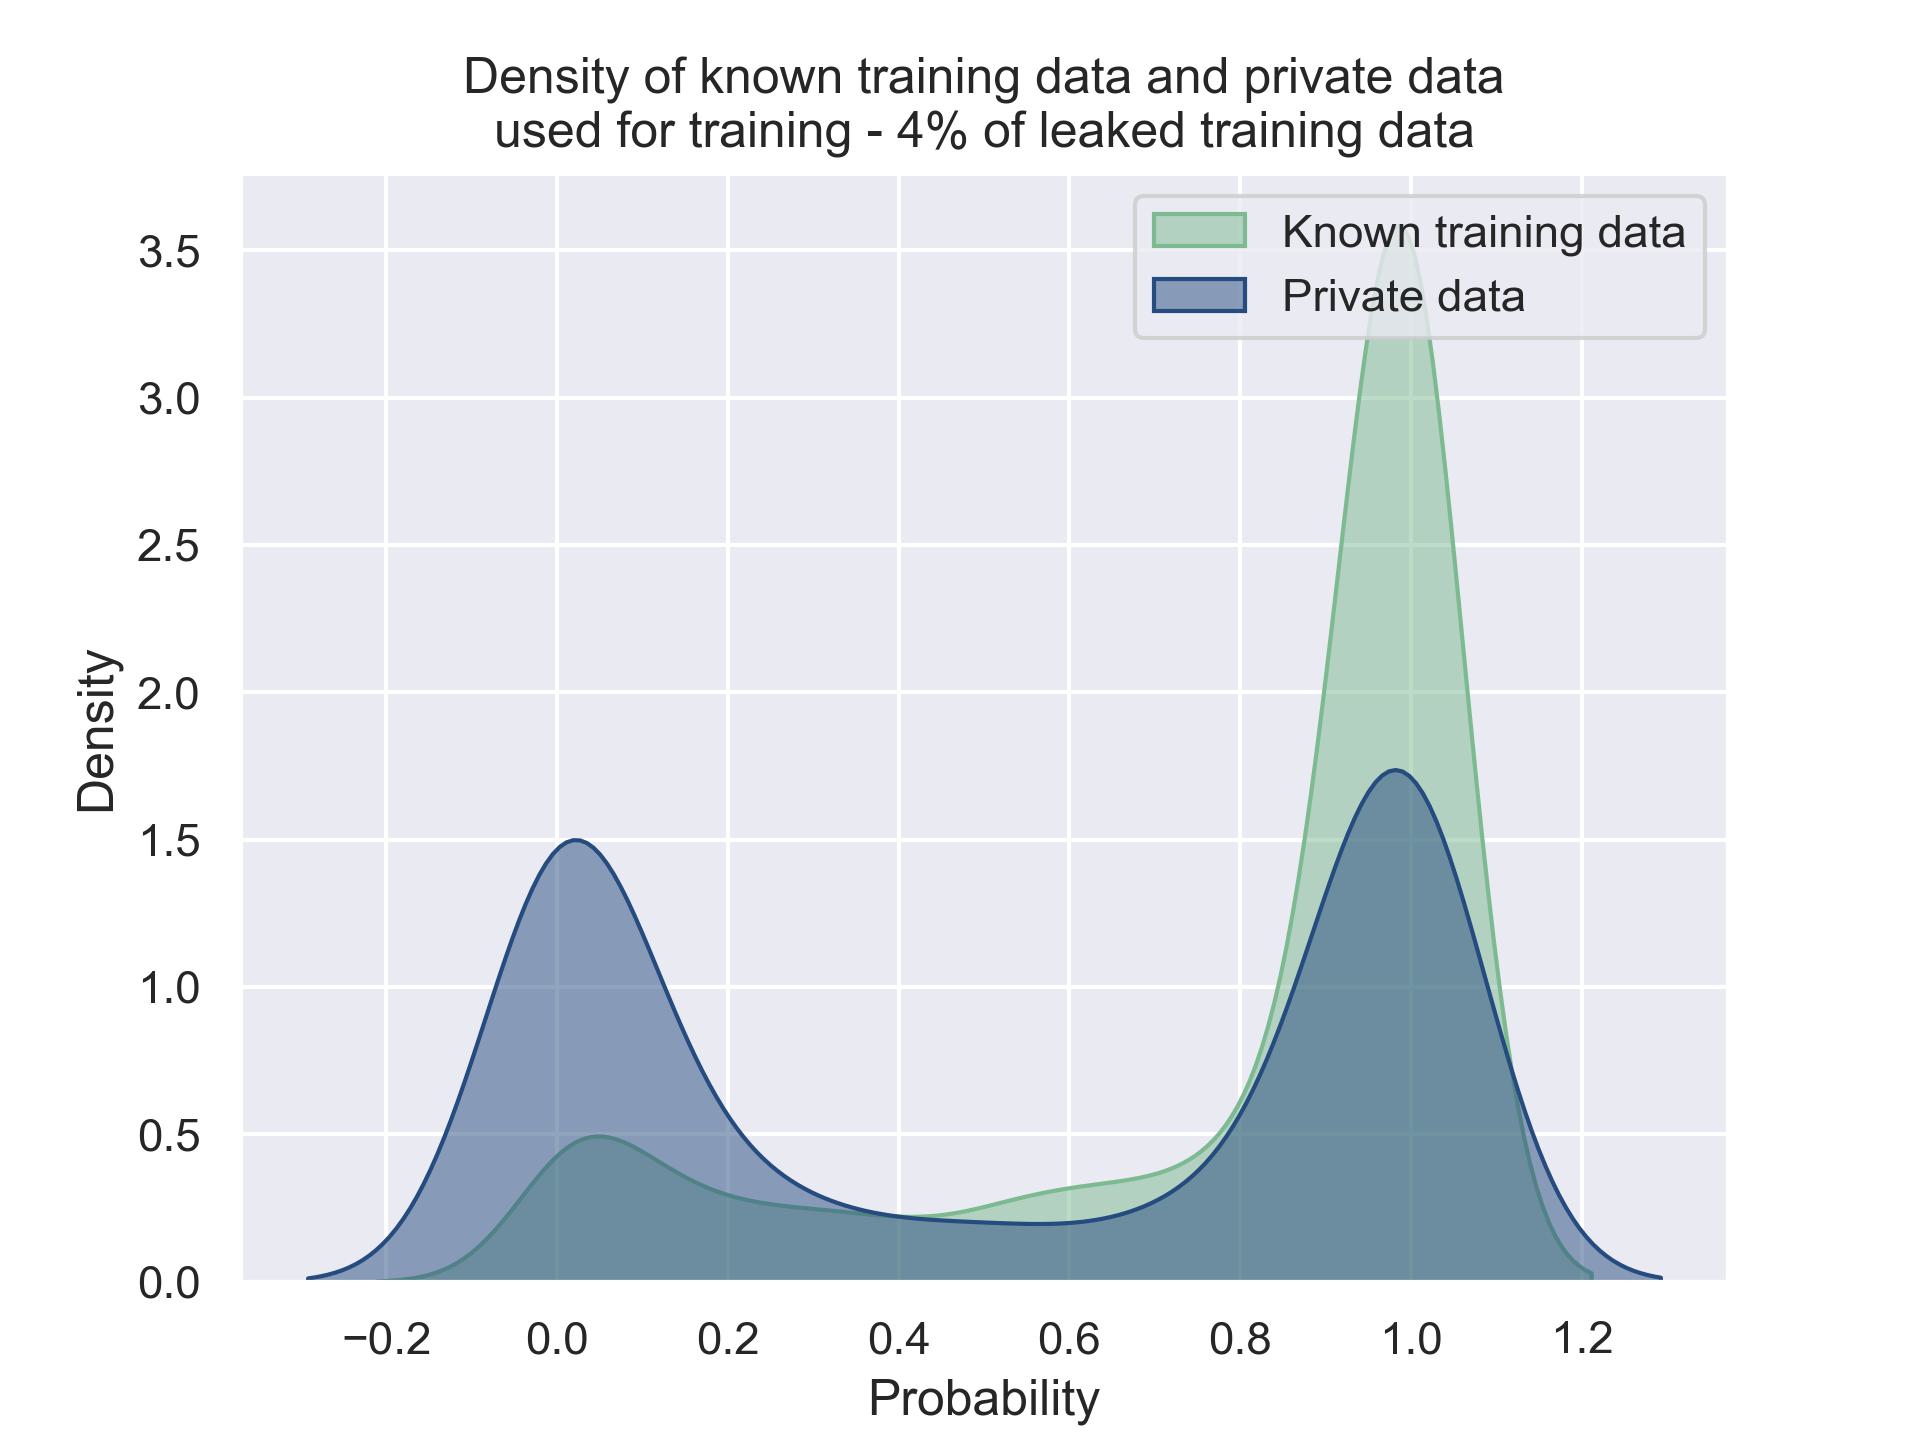 Density of known training data and private data
used for training - 4% of leaked training data
Known training data
Private data
3.5
3.0
2.5
2.0
1.5
1.0
0.5
0.0
Density
−0.2 0.0 0.2 0.4 0.6 0.8 1.0 1.2
Probability